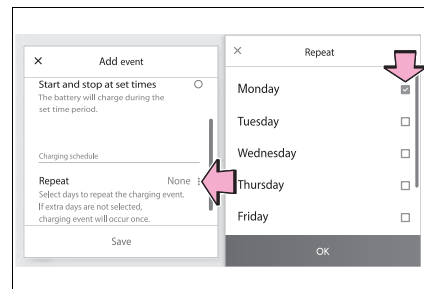 Add event
Start and stop at set times
The battery will charge during the
set time period.
Charging schedule
Repeat None
Select days to repeat the charging event.
If extra days are not selected,
charging event will occur once.
Save
Repeat
Monday
Tuesday
Wednesday
Thursday
Friday
OK